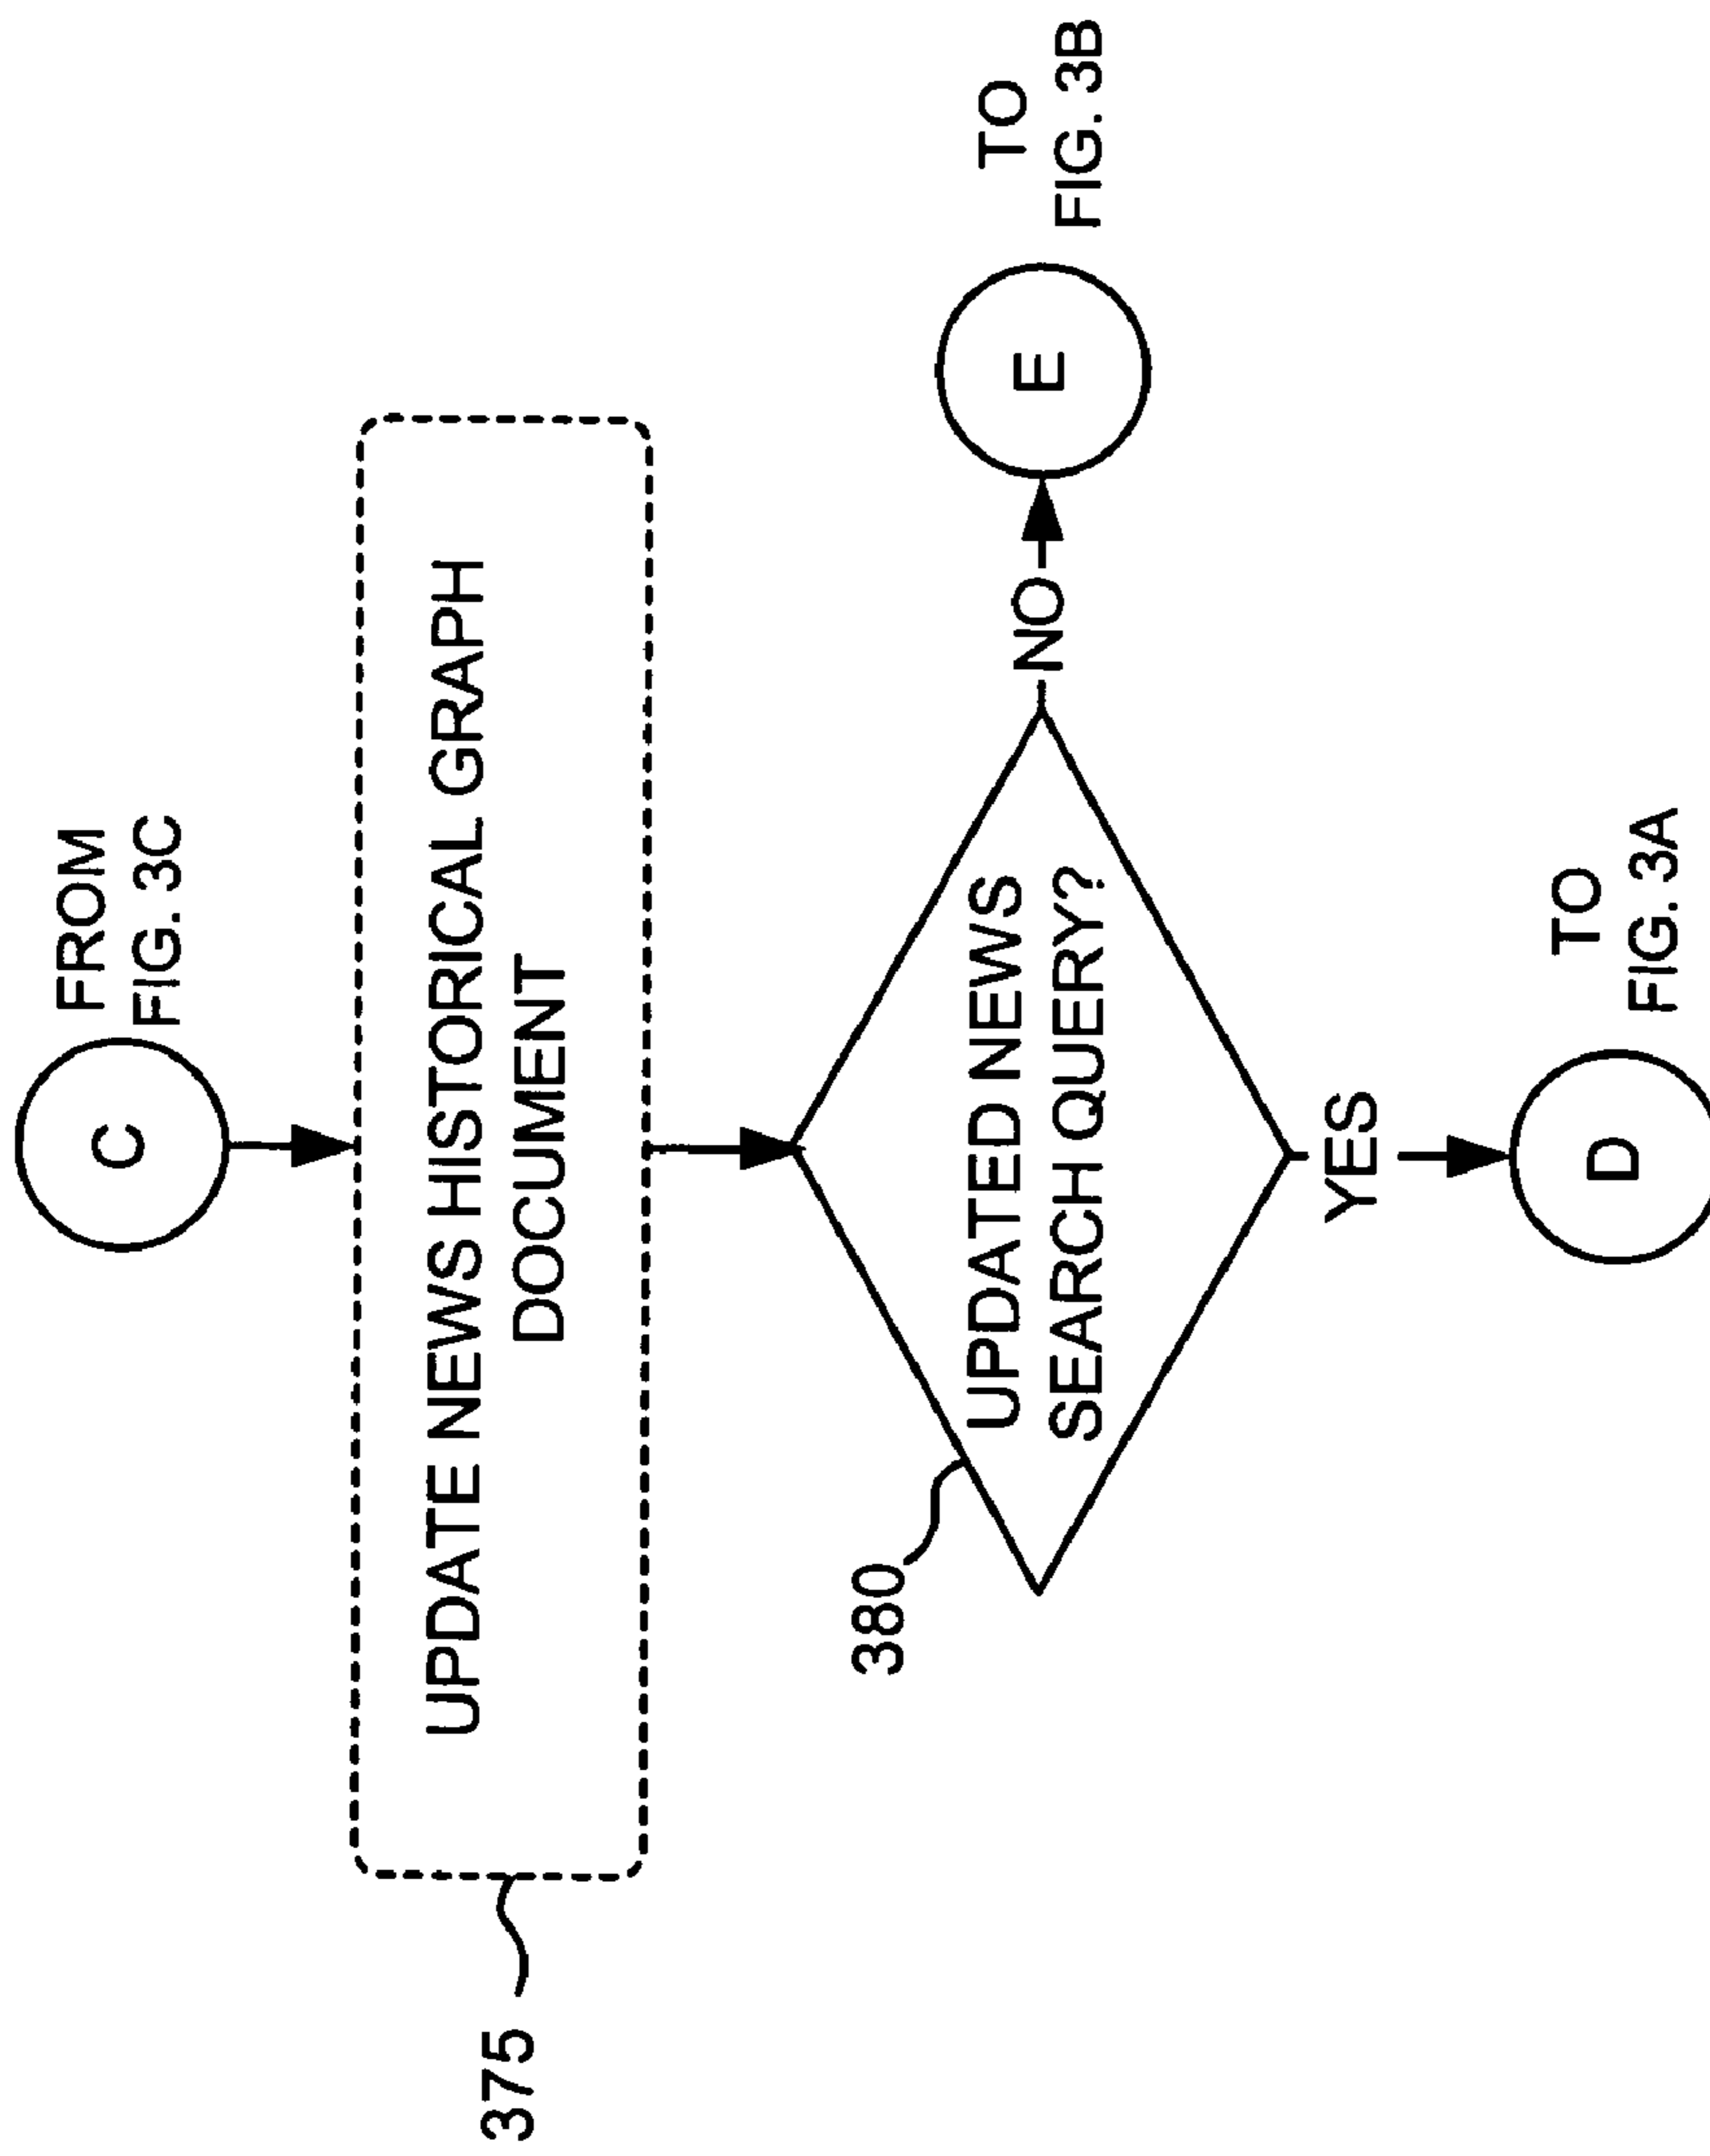 C
FROM
FIG. 3C
375
UPDATE NEWS HISTORICAL GRAPH
DOCUMENT
380
UPDATED NEWS
SEARCH QUERY?
NO
E
TO
FIG. 3B
YES
D
TO
FIG. 3A